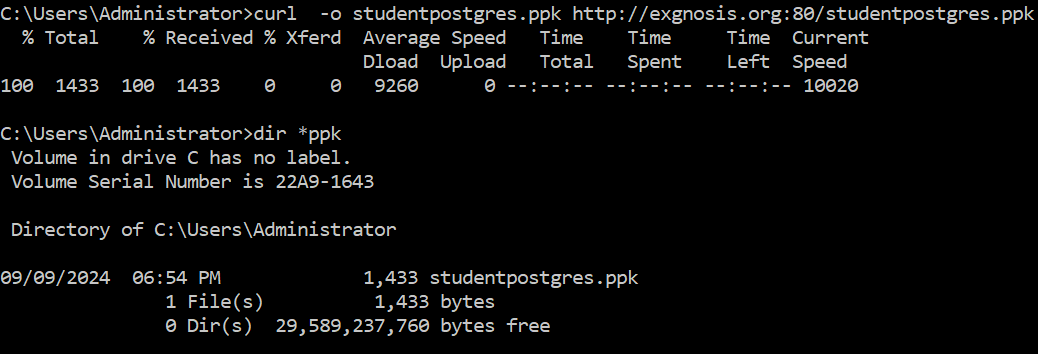 C:\Users\Administrator>curl  -o studentpostgres.ppk http://exgnosis.org:80/studentpostgres.ppk
  % Total    % Received % Xferd  Average Speed   Time    Time     Time  Current
                                 Dload  Upload   Total   Spent    Left  Speed
100  1433  100  1433    0     0   9260      0 --:--:-- --:--:-- --:--:-- 10020
C:\Users\Administrator>dir *ppk
 Volume in drive C has no label.
 Volume Serial Number is 22A9-1643
 Directory of C:\Users\Administrator
09/09/2024  06:54 PM             1,433 studentpostgres.ppk
               1 File(s)          1,433 bytes
               0 Dir(s)  29,589,237,760 bytes free